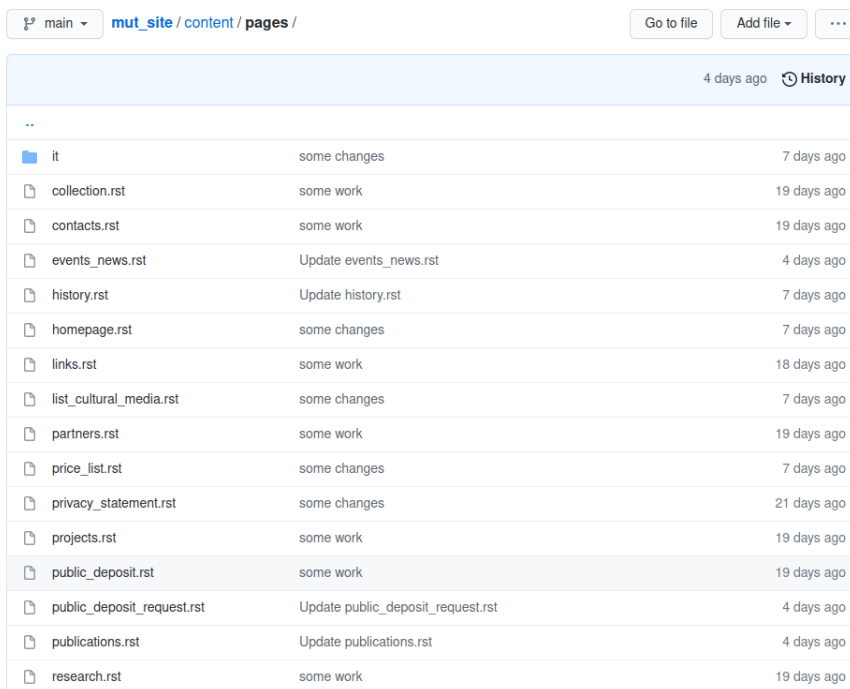 main mut_site / content / pages / Go to file Add file ...
4 days ago History
..
it some changes 7 days ago
collection.rst some work 19 days ago
contacts.rst some work 19 days ago
events_news.rst Update events_news.rst 4 days ago
history.rst Update history.rst 7 days ago
homepage.rst some changes 7 days ago
links.rst some work 18 days ago
list_cultural_media.rst some changes 7 days ago
partners.rst some work 19 days ago
price_list.rst some changes 7 days ago
privacy_statement.rst some changes 21 days ago
projects.rst some work 19 days ago
public_deposit.rst some work 19 days ago
public_deposit_request.rst Update public_deposit_request.rst 4 days ago
publications.rst Update publications.rst 4 days ago
research.rst some work 19 days ago